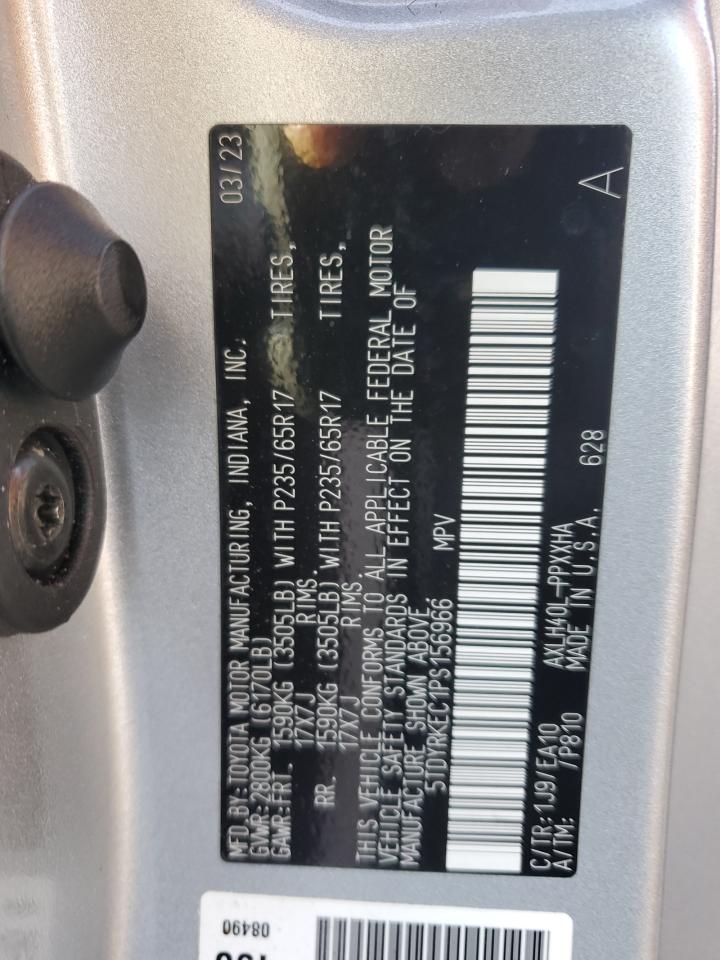 MFD.BY:TOYOTA MOTOR MANUFACTURING, INDIANA, INC. 03/23
GVWR:2800KG (6170LB)
GAWR:FRT. 1590KG (3505LB) WITH P235/65R17 TIRES,
17X7J RIMS.
RR. 1590KG (3505LB) WITH P235/65R17 TIRES,
17X7J RIMS.
THIS VEHICLE CONFORMS TO ALL APPLICABLE FEDERAL MOTOR
VEHICLE SAFETY STANDARDS IN EFFECT ON THE DATE OF
MANUFACTURE SHOWN ABOVE.
5TDYRKEC1PS156966 MPV
C/TR:1J9/EA10 AXLH40L-PPXXHA 628
A/TM: /P810 MADE IN U.S.A. A
08490